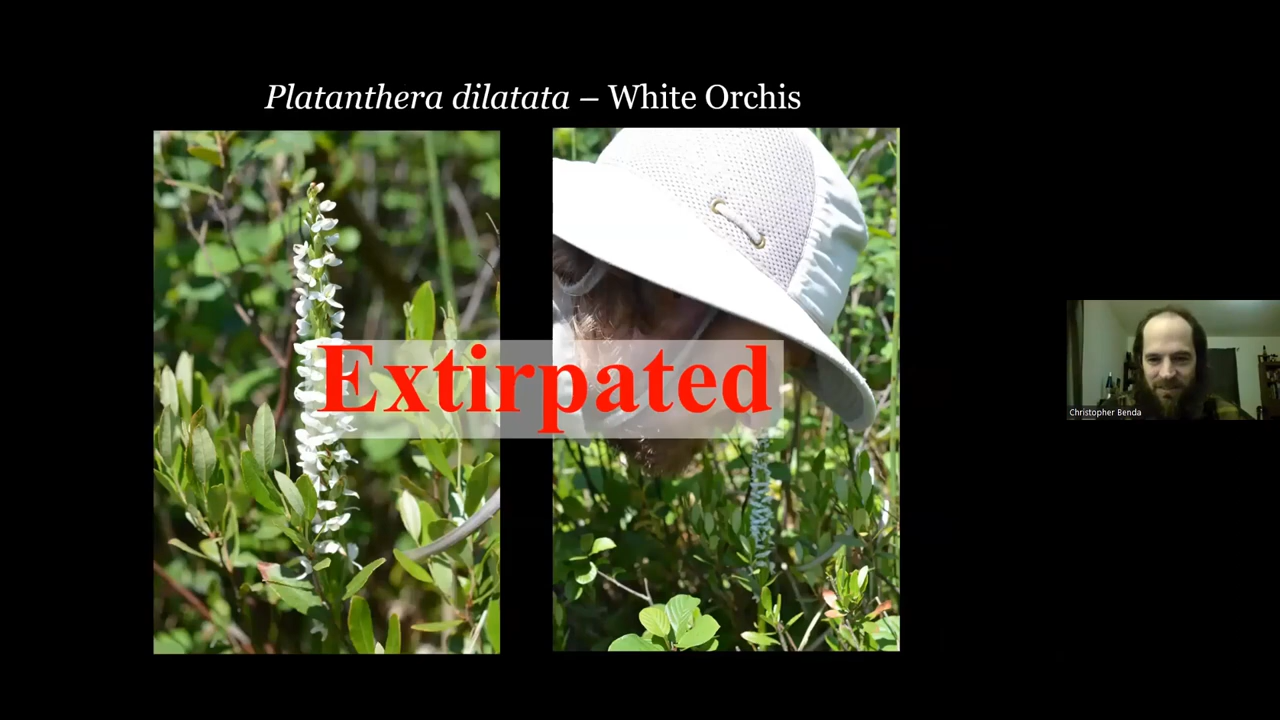 Platanthera dilatata – White Orchis
Extirpated
Christopher Benda